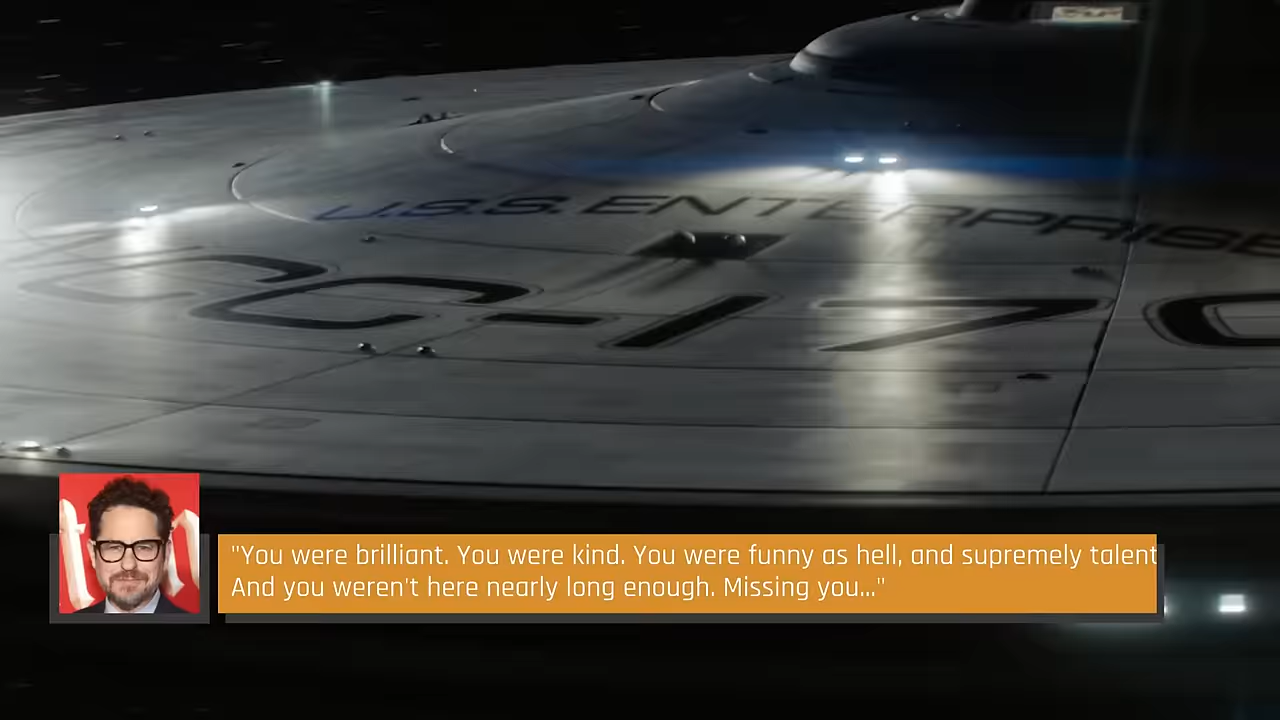 U.S.S. ENTERPRISE
CC-170
"You were brilliant. You were kind. You were funny as hell, and supremely talent
And you weren't here nearly long enough. Missing you..."